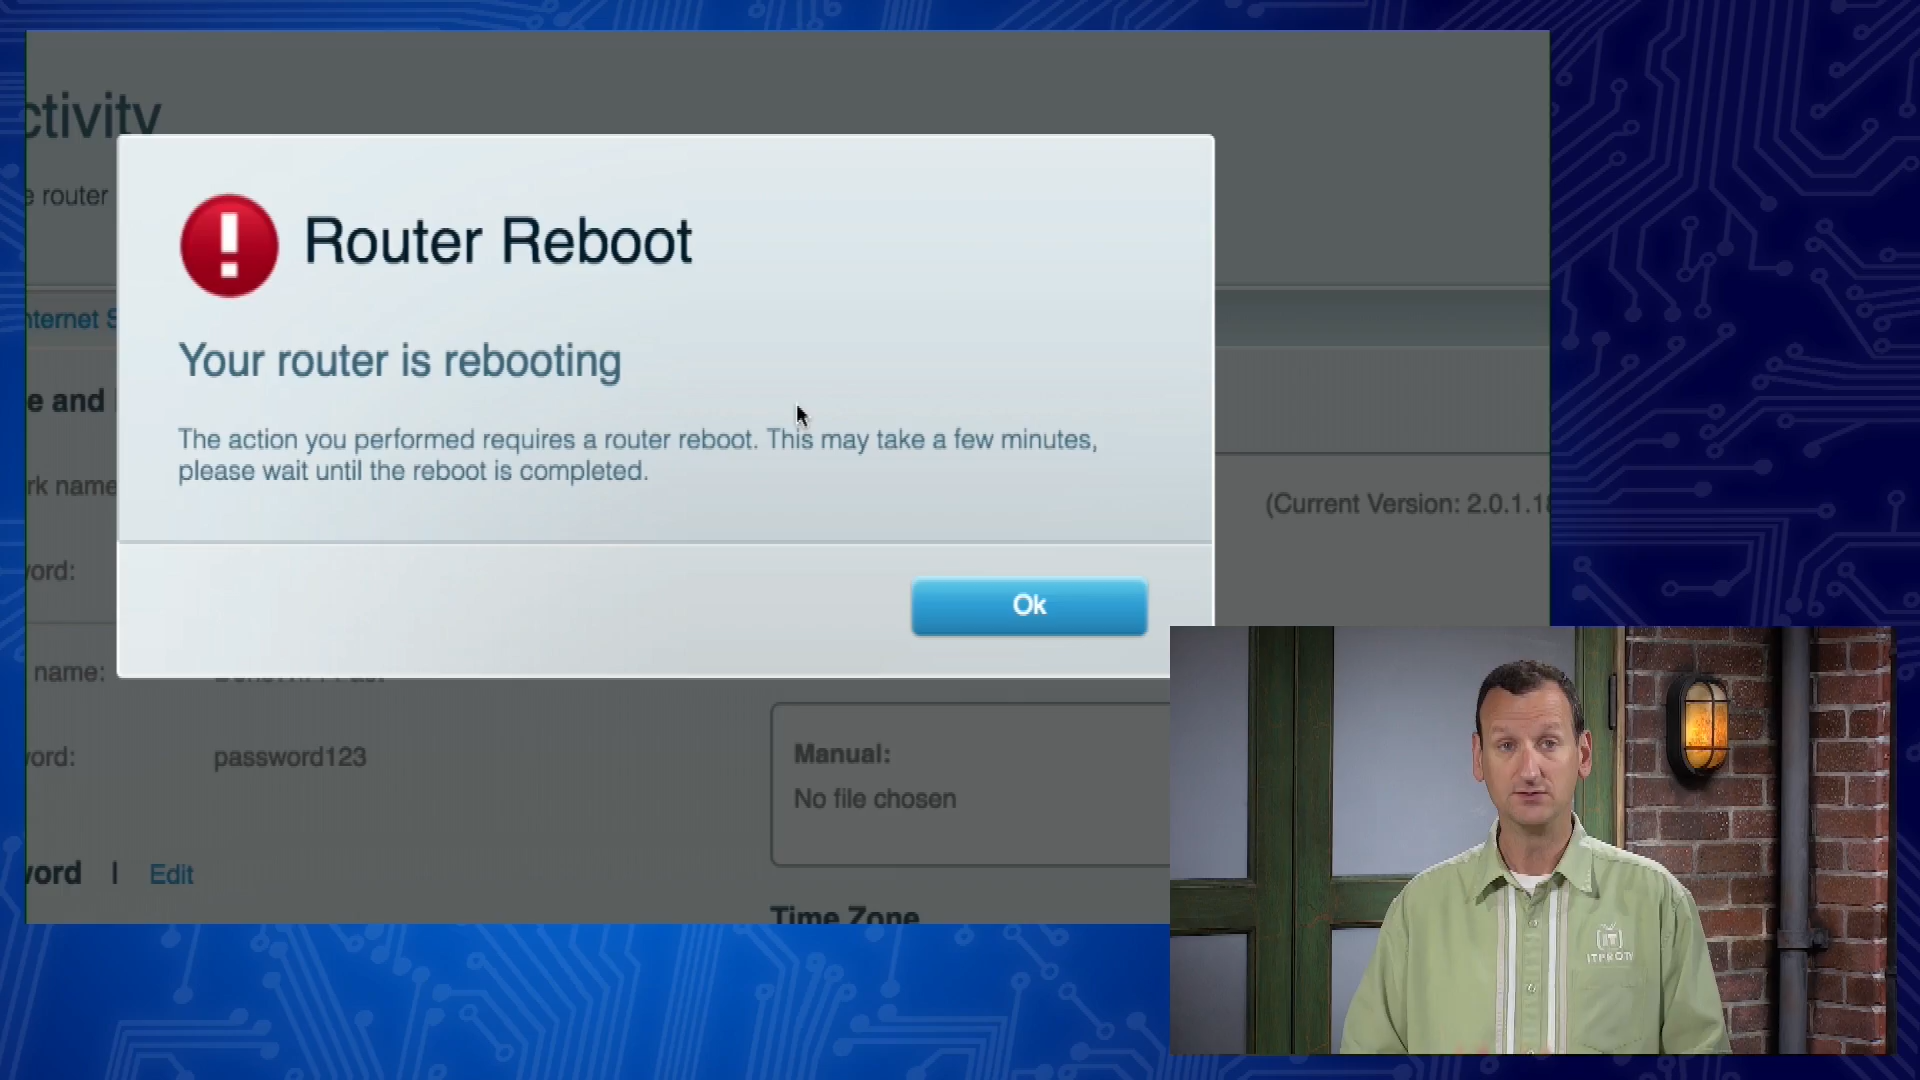 ctivity
e router
Router Reboot
nternet S
Your router is rebooting
e and
The action you performed requires a router reboot. This may take a few minutes,
please wait until the reboot is completed.
rk name
(Current Version: 2.0.1.18
ord:
Ok
name:
ord:
password123
Manual:
No file chosen
ord | Edit
Time Zone
ITPROTV